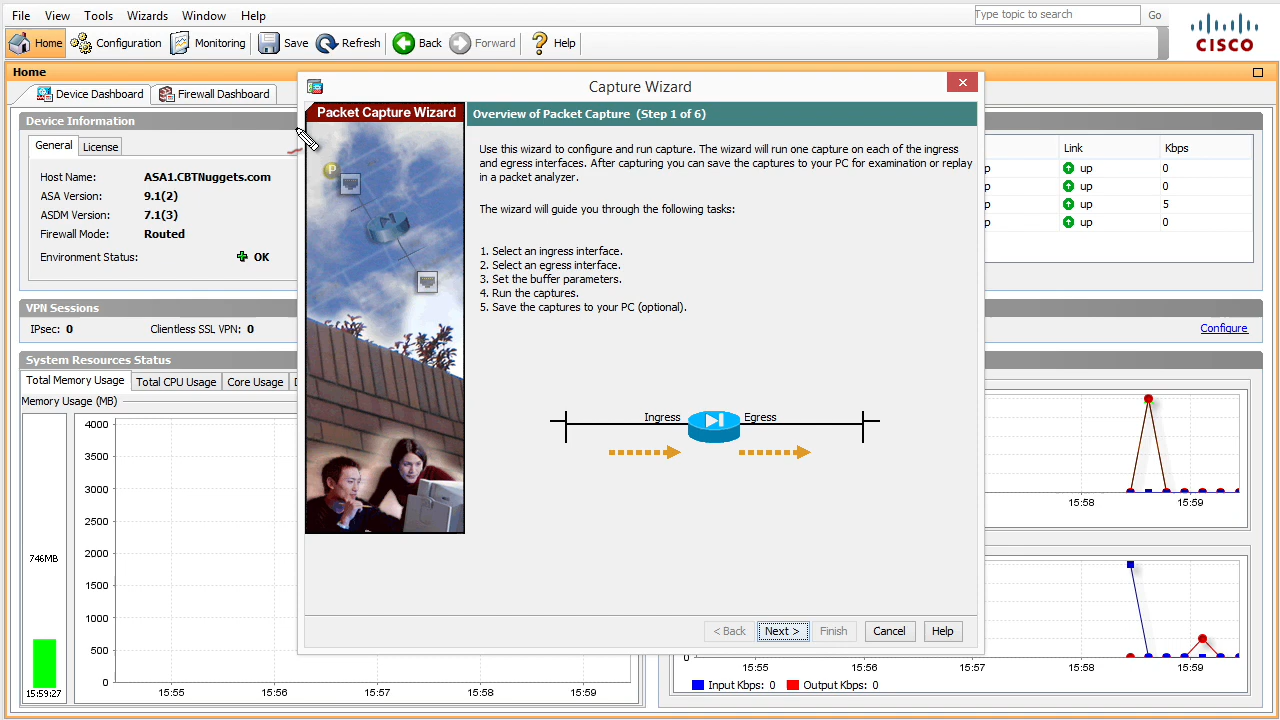 File View Tools Wizards Window Help
Type topic to search Go
CISCO
Home Configuration Monitoring Save Refresh Back Forward Help
Home
Device Dashboard Firewall Dashboard
Device Information
General License
Host Name: ASA1.CBTNuggets.com
ASA Version: 9.1(2)
ASDM Version: 7.1(3)
Firewall Mode: Routed
Environment Status: OK
VPN Sessions
IPsec: 0 Clientless SSL VPN: 0
System Resources Status
Total Memory Usage Total CPU Usage Core Usage
Memory Usage (MB)
4000
3500
3000
2500
2000
1500
1000
500
0
746MB
15:59:27
15:55 15:56 15:57 15:58 15:59
Capture Wizard
Packet Capture Wizard
P
Overview of Packet Capture (Step 1 of 6)
Use this wizard to configure and run capture. The wizard will run one capture on each of the ingress
and egress interfaces. After capturing you can save the captures to your PC for examination or replay
in a packet analyzer.
The wizard will guide you through the following tasks:
1. Select an ingress interface.
2. Select an egress interface.
3. Set the buffer parameters.
4. Run the captures.
5. Save the captures to your PC (optional).
Ingress Egress
< Back Next > Finish Cancel Help
Link Kbps
up 0
up 0
up 5
up 0
Configure
15:58 15:59
0
15:55 15:56 15:57 15:58 15:59
Input Kbps: 0 Output Kbps: 0